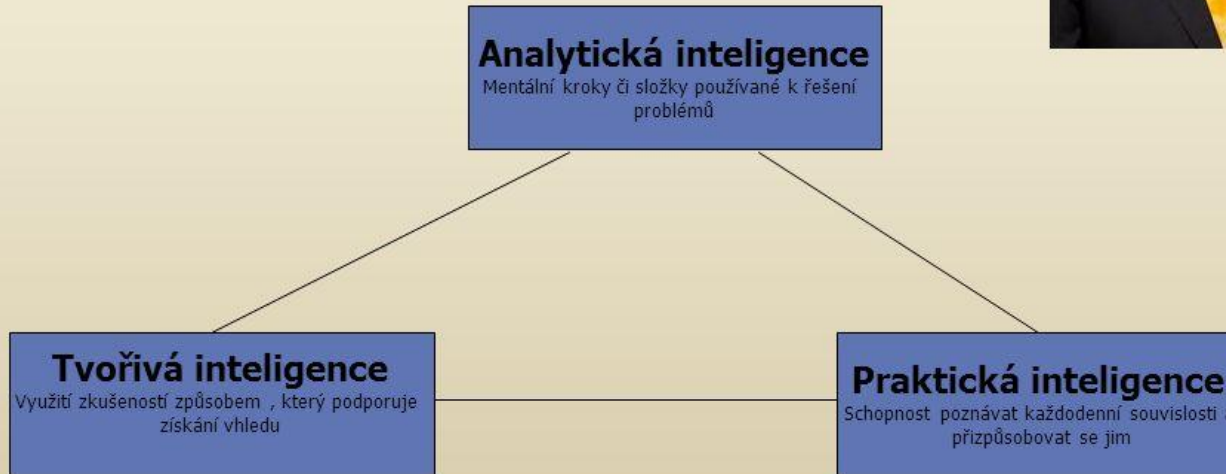 Analytická inteligence
Mentální kroky či složky používané k řešení
problémů
Tvořivá inteligence
Využití zkušeností způsobem , který podporuje
získání vhledu
Praktická inteligence
Schopnost poznávat každodenní souvislosti
přizpůsobovat se jim